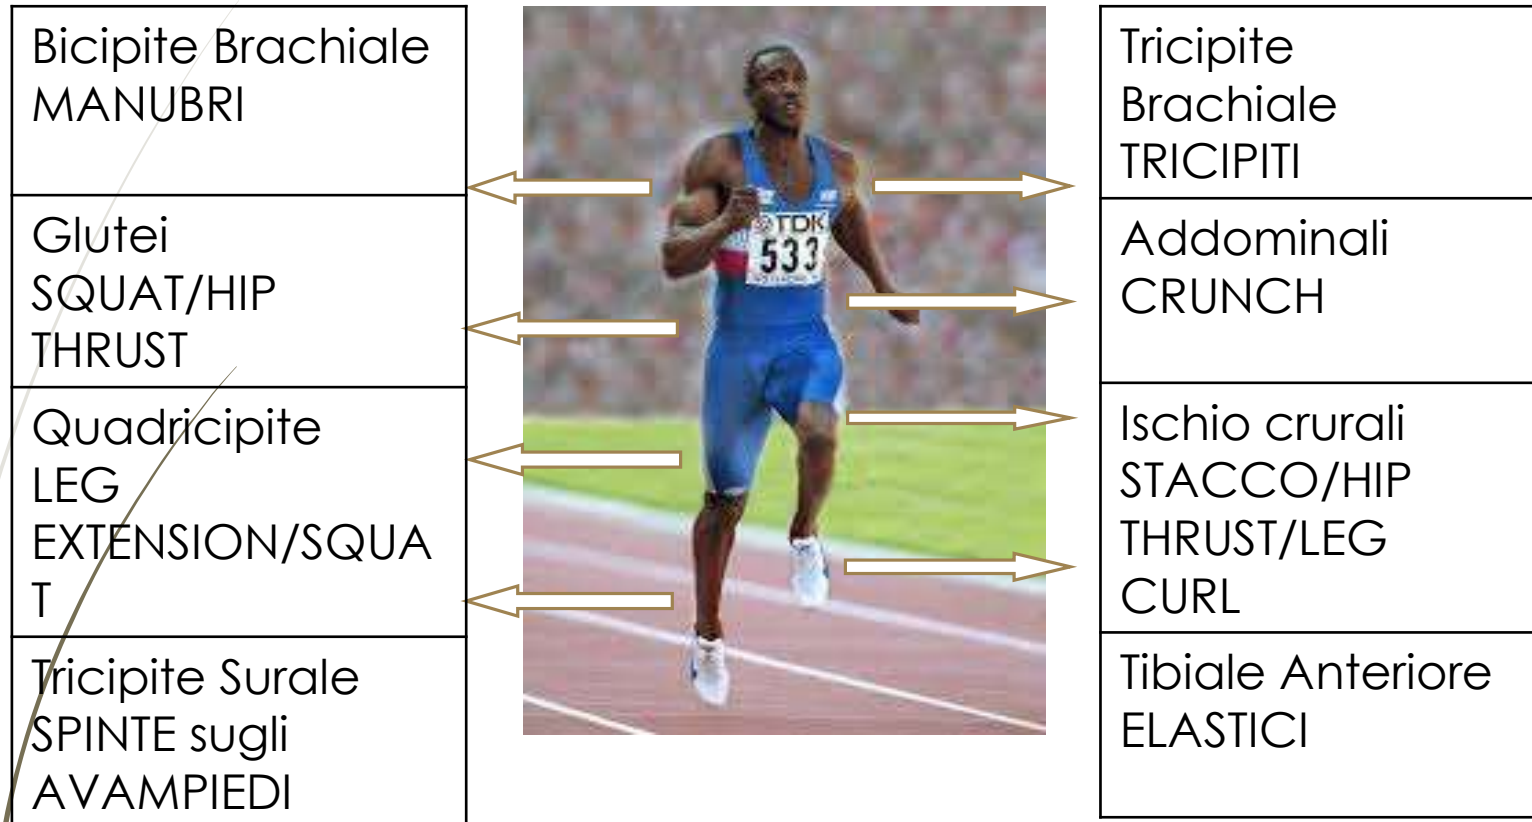 Bicipite Brachiale
MANUBRI
Glutei
SQUAT/HIP
THRUST
Quadricipite
LEG
EXTENSION/SQUA
T
Tricipite Surale
SPINTE sugli
AVAMPIEDI
TDK
533
Tricipite
Brachiale
TRICIPITI
Addominali
CRUNCH
Ischio crurali
STACCO/HIP
THRUST/LEG
CURL
Tibiale Anteriore
ELASTICI